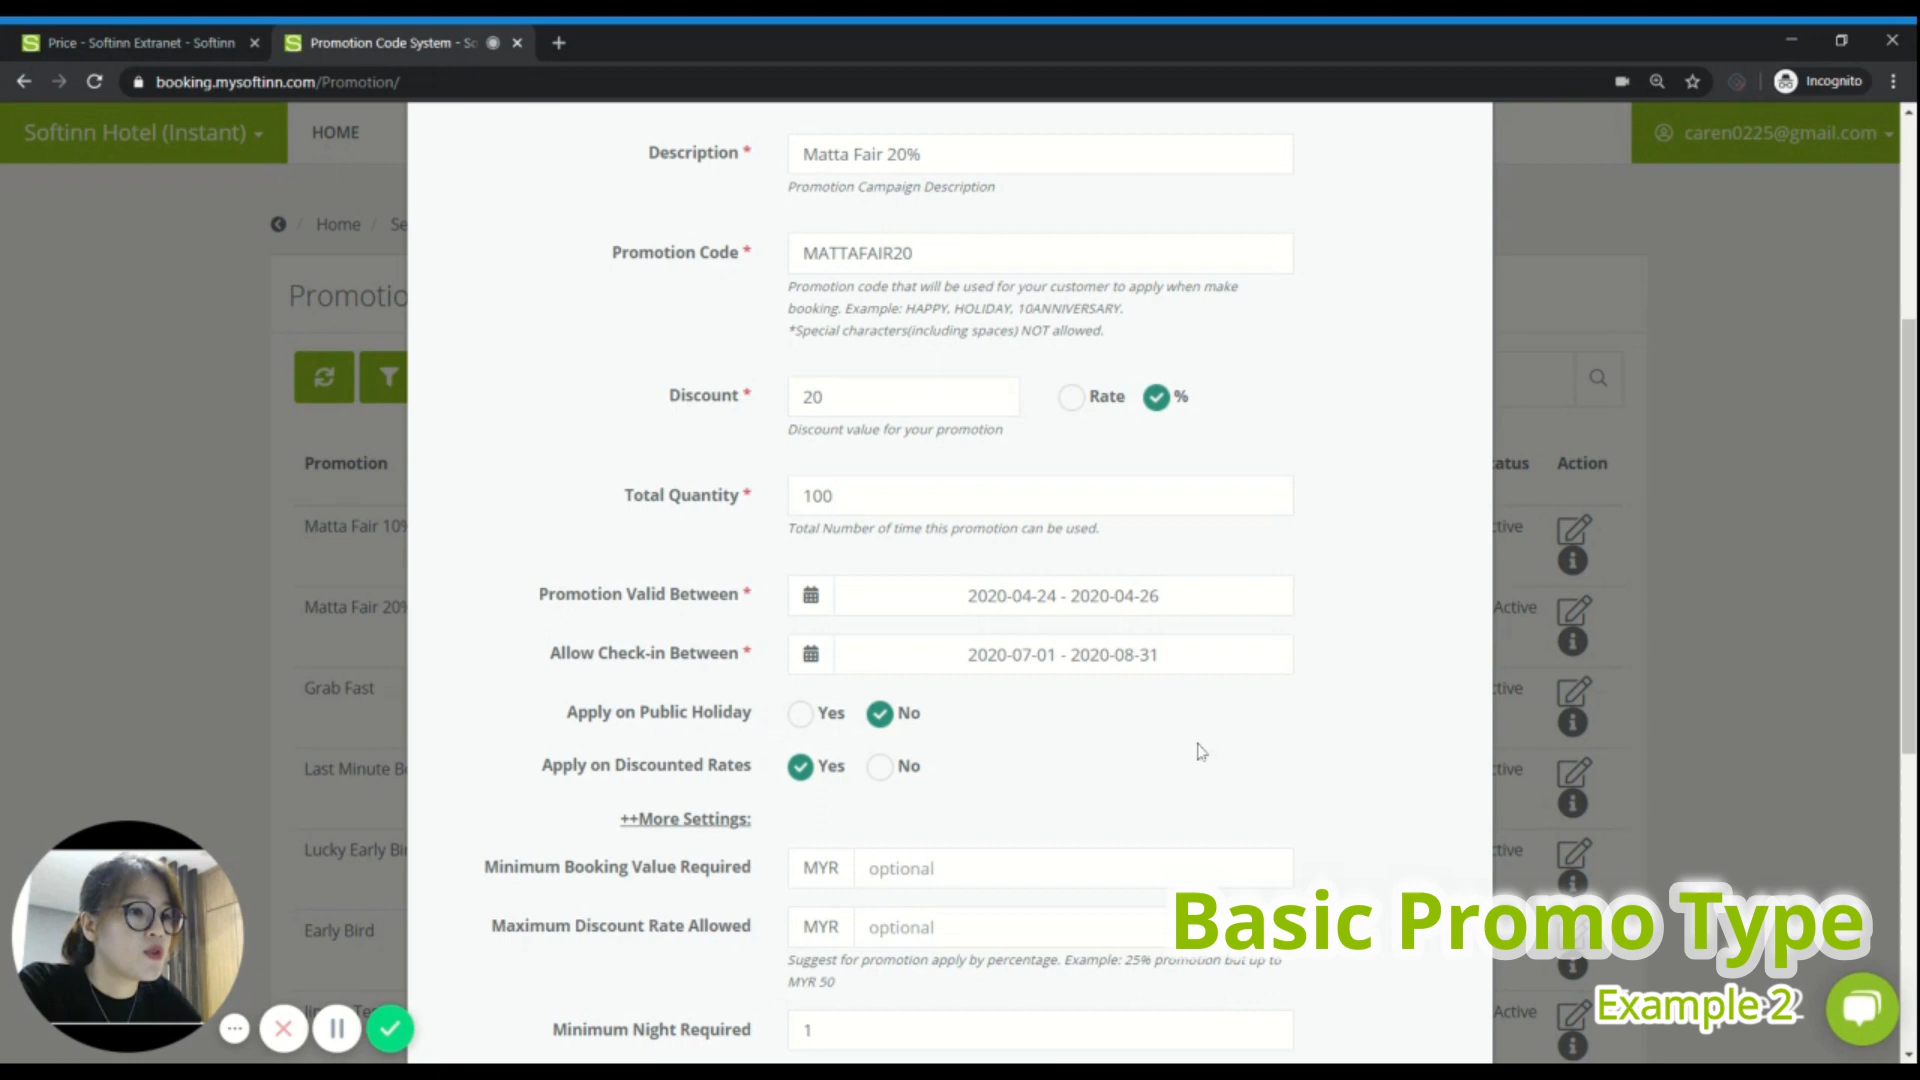 Price - Softinn Extranet - Softinn
Promotion Code System - So
booking.mysoftinn.com/Promotion/
Incognito
Softinn Hotel (Instant)
HOME
caren0225@gmail.com
Home / Se
Description *
Matta Fair 20%
Promotion Campaign Description
Promotion Code *
MATTAFAIR20
Promotion code that will be used for your customer to apply when make
booking. Example: HAPPY, HOLIDAY, 10ANNIVERSARY.
*Special characters(including spaces) NOT allowed.
Promotio
Discount *
20
Rate
%
Discount value for your promotion
Promotion
atus
Action
Total Quantity *
100
Total Number of time this promotion can be used.
Matta Fair 10%
ctive
Promotion Valid Between *
2020-04-24 - 2020-04-26
Matta Fair 20%
Active
Allow Check-in Between *
2020-07-01 - 2020-08-31
Grab Fast
ctive
Apply on Public Holiday
Yes
No
Apply on Discounted Rates
Yes
No
Last Minute B
ctive
++More Settings:
Lucky Early Bi
ctive
Minimum Booking Value Required
MYR
optional
Early Bird
Maximum Discount Rate Allowed
MYR
optional
Suggest for promotion apply by percentage. Example: 25% promotion but up to
MYR 50
Active
Minimum Night Required
1
Basic Promo Type
Example 2